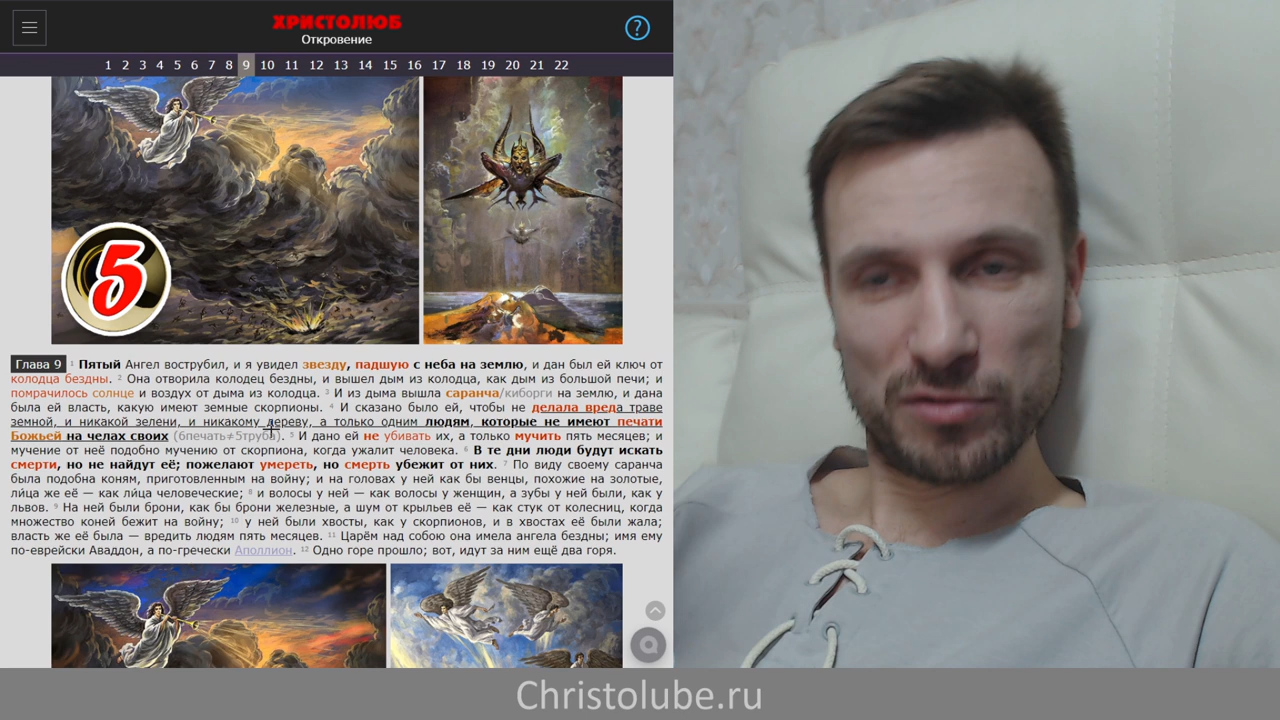 ХРИСТОЛЮБ
Откровение
?
1 2 3 4 5 6 7 8 9 10 11 12 13 14 15 16 17 18 19 20 21 22
5
Глава 9 1 Пятый Ангел вострубил, и я увидел звезду, падшую с неба на землю, и дан был ей ключ от
колодца бездны. 2 Она отворила колодец бездны, и вышел дым из колодца, как дым из большой печи; и
помрачилось солнце и воздух от дыма из колодца. 3 И из дыма вышла саранча/киборги на землю, и дана
была ей власть, какую имеют земные скорпионы. 4 И сказано было ей, чтобы не делала вреда траве
земной, и никакой зелени, и никакому дереву, а только одним людям, которые не имеют печати
Божьей на челах своих (6печать≠5труба). 5 И дано ей не убивать их, а только мучить пять месяцев; и
мучение от неё подобно мучению от скорпиона, когда ужалит человека. 6 В те дни люди будут искать
смерти, но не найдут её; пожелают умереть, но смерть убежит от них. 7 По виду своему саранча
была подобна коням, приготовленным на войну; и на головах у ней как бы венцы, похожие на золотые,
ли́ца же её — как ли́ца человеческие; 8 и волосы у ней — как волосы у женщин, а зубы у ней были, как у
львов. 9 На ней были брони, как бы брони железные, а шум от крыльев её — как стук от колесниц, когда
множество коней бежит на войну; 10 у ней были хвосты, как у скорпионов, и в хвостах её были жала;
власть же её была — вредить людям пять месяцев. 11 Царём над собою она имела ангела бездны; имя ему
по-еврейски Аваддон, а по-гречески Аполлион. 12 Одно горе прошло; вот, идут за ним ещё два горя.
Christolube.ru